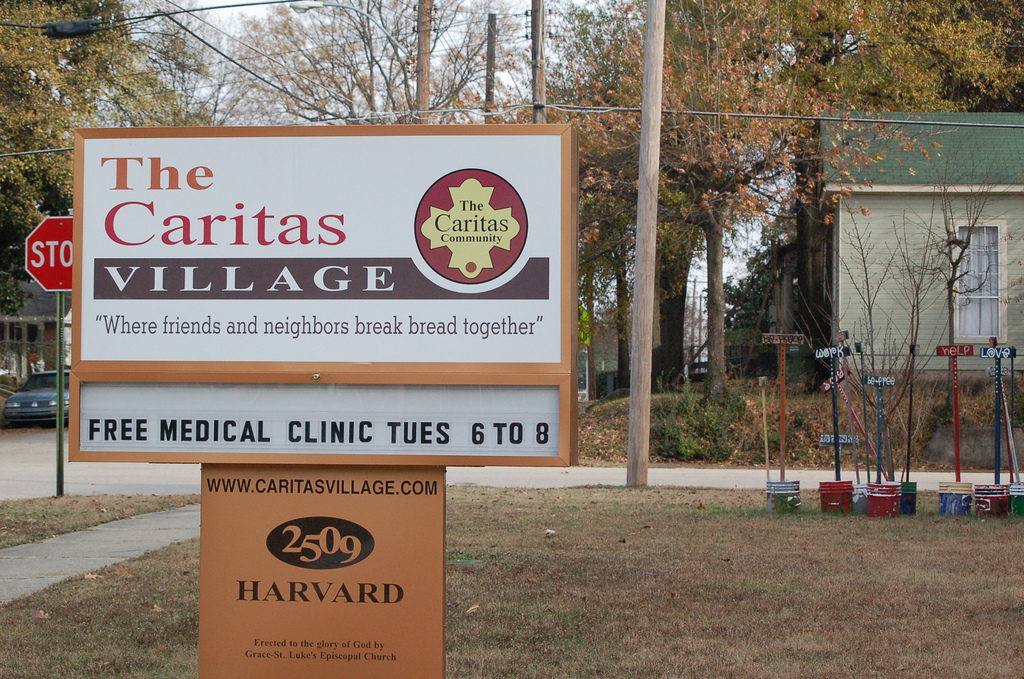 The
Caritas
VILLAGE
The
Caritas
Community
"Where friends and neighbors break bread together"
FREE MEDICAL CLINIC TUES 6 TO 8
WWW.CARITASVILLAGE.COM
2509
HARVARD
Erected to the glory of God by
Grace-St. Luke's Episcopal Church
STO
work
be free
HELP
LOVE